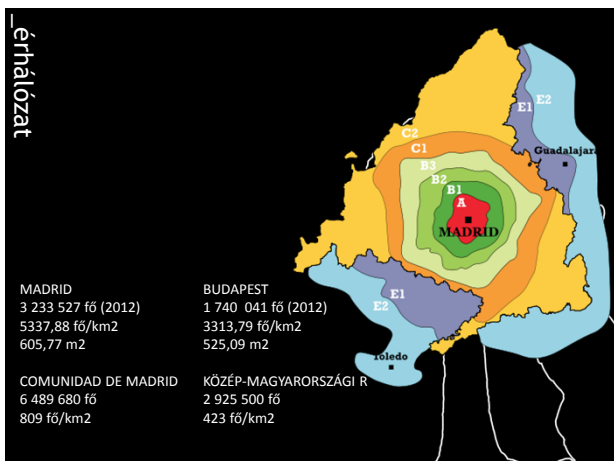 _érhálózat
C2
C1
B3
B2
B1
A
MADRID
E1
E2
Guadalajara
E1
E2
Toledo
MADRID
3 233 527 fő (2012)
5337,88 fő/km2
605,77 m2
BUDAPEST
1 740 041 fő (2012)
3313,79 fő/km2
525,09 m2
COMUNIDAD DE MADRID
6 489 680 fő
809 fő/km2
KÖZÉP-MAGYARORSZÁGI R
2 925 500 fő
423 fő/km2